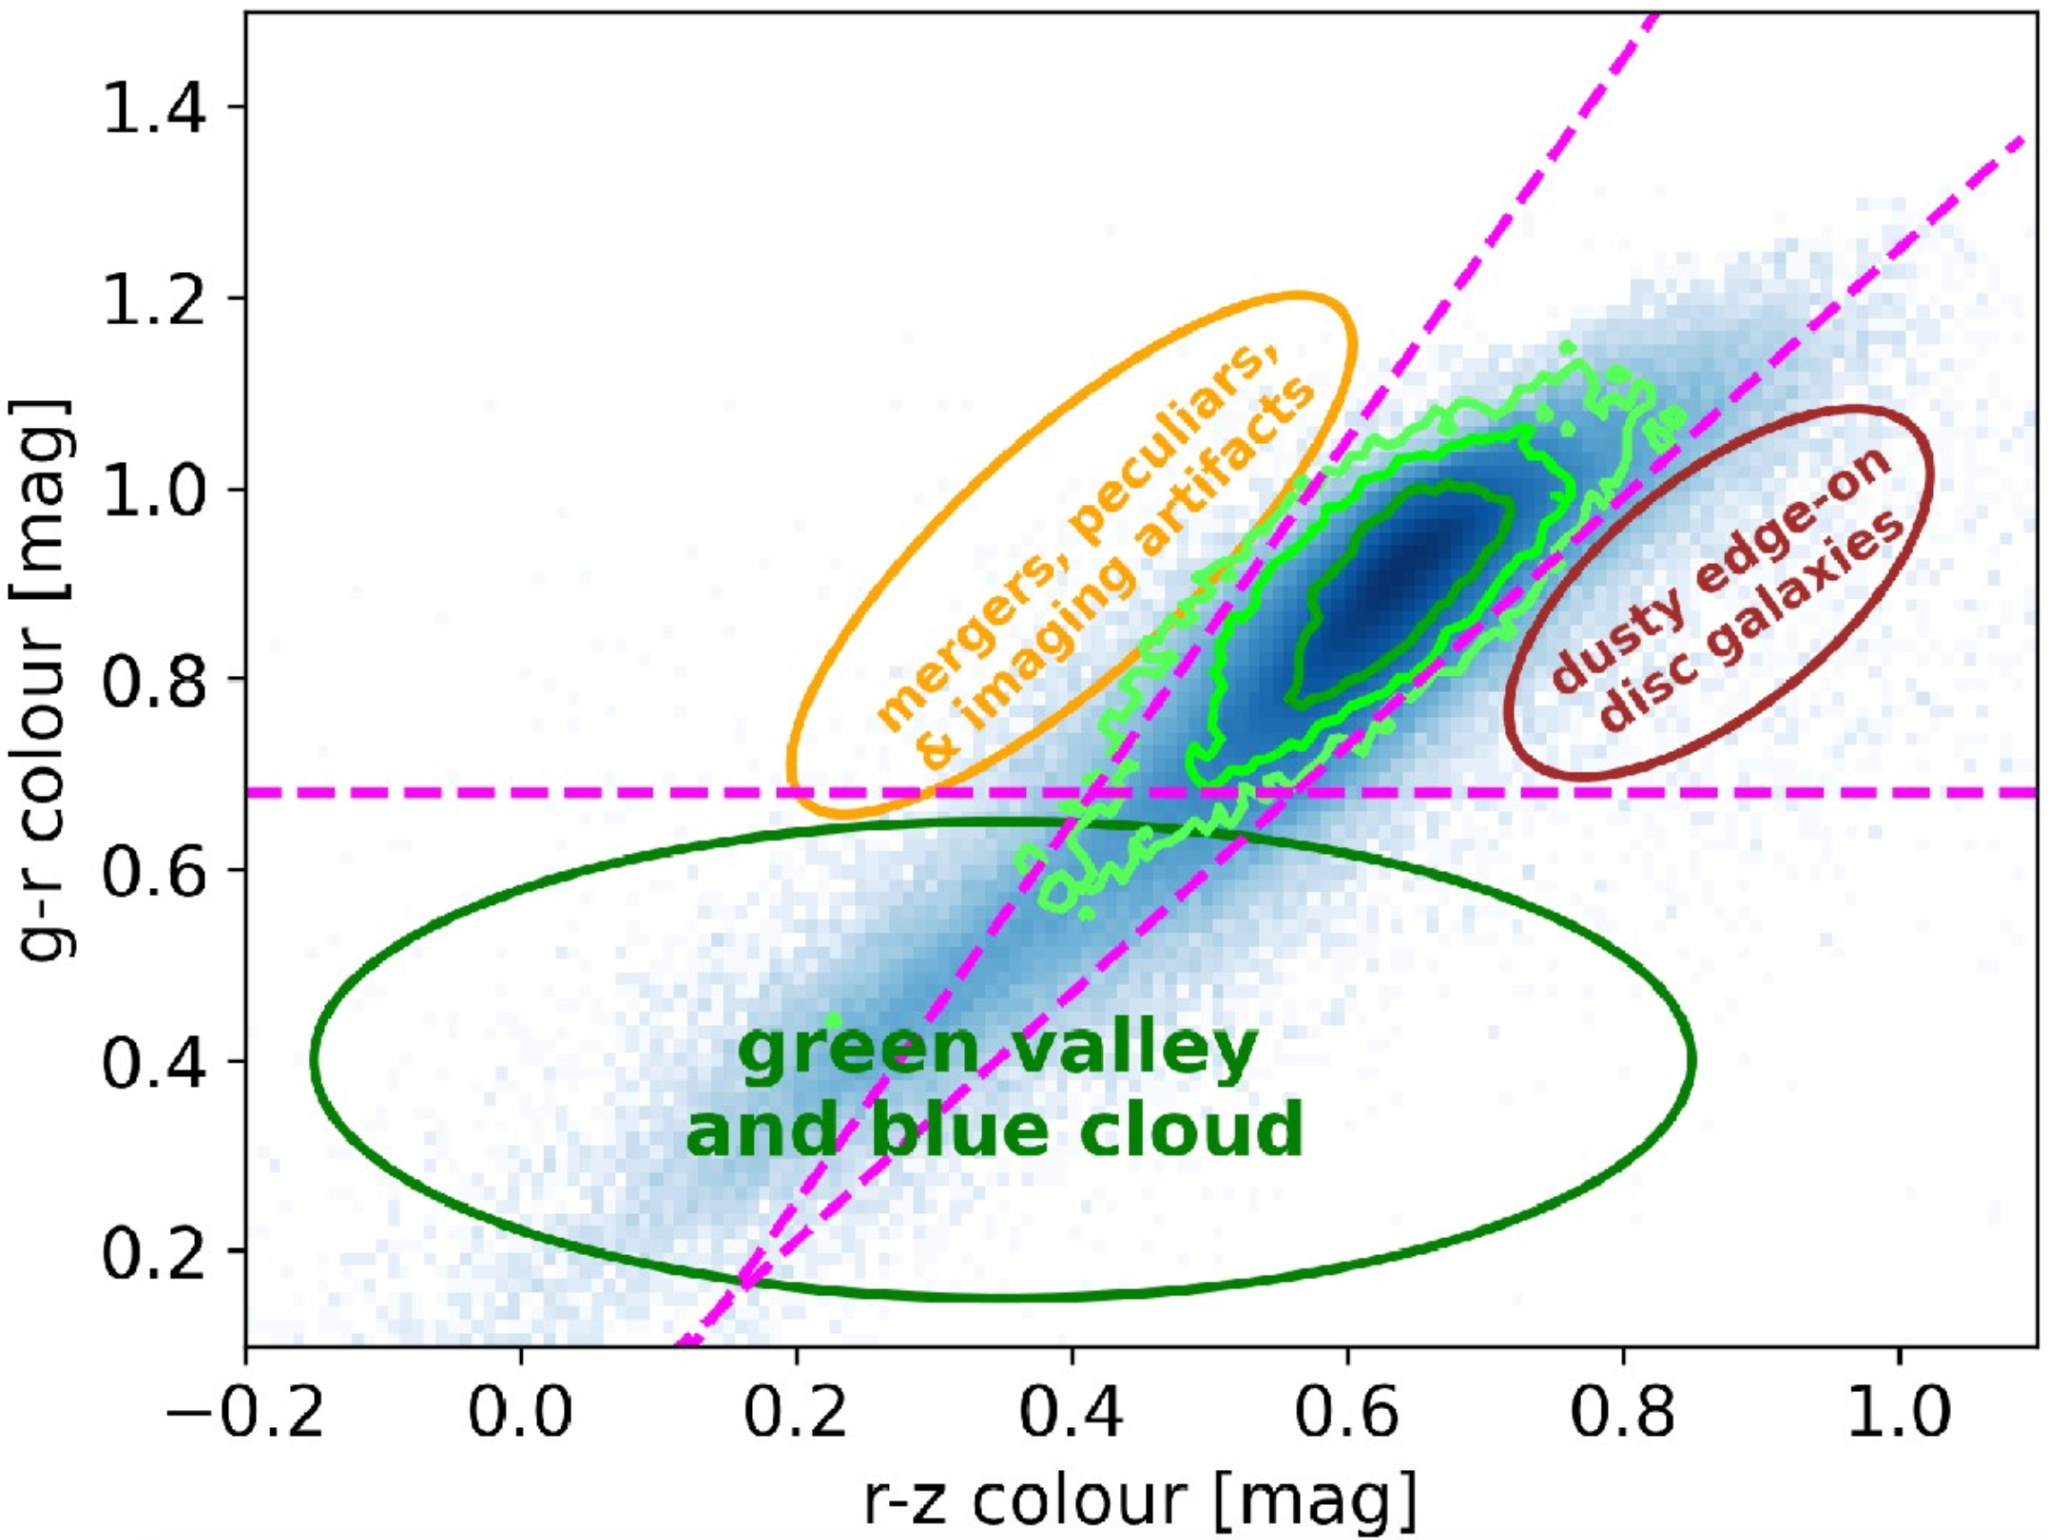 1.4
1.2
1.0
0.8
0.6
0.4
0.2
g-r colour [mag]
mergers, peculiars,
& imaging artifacts
dusty edge-on
disc galaxies
green valley
and blue cloud
−0.2 0.0 0.2 0.4 0.6 0.8 1.0
r-z colour [mag]